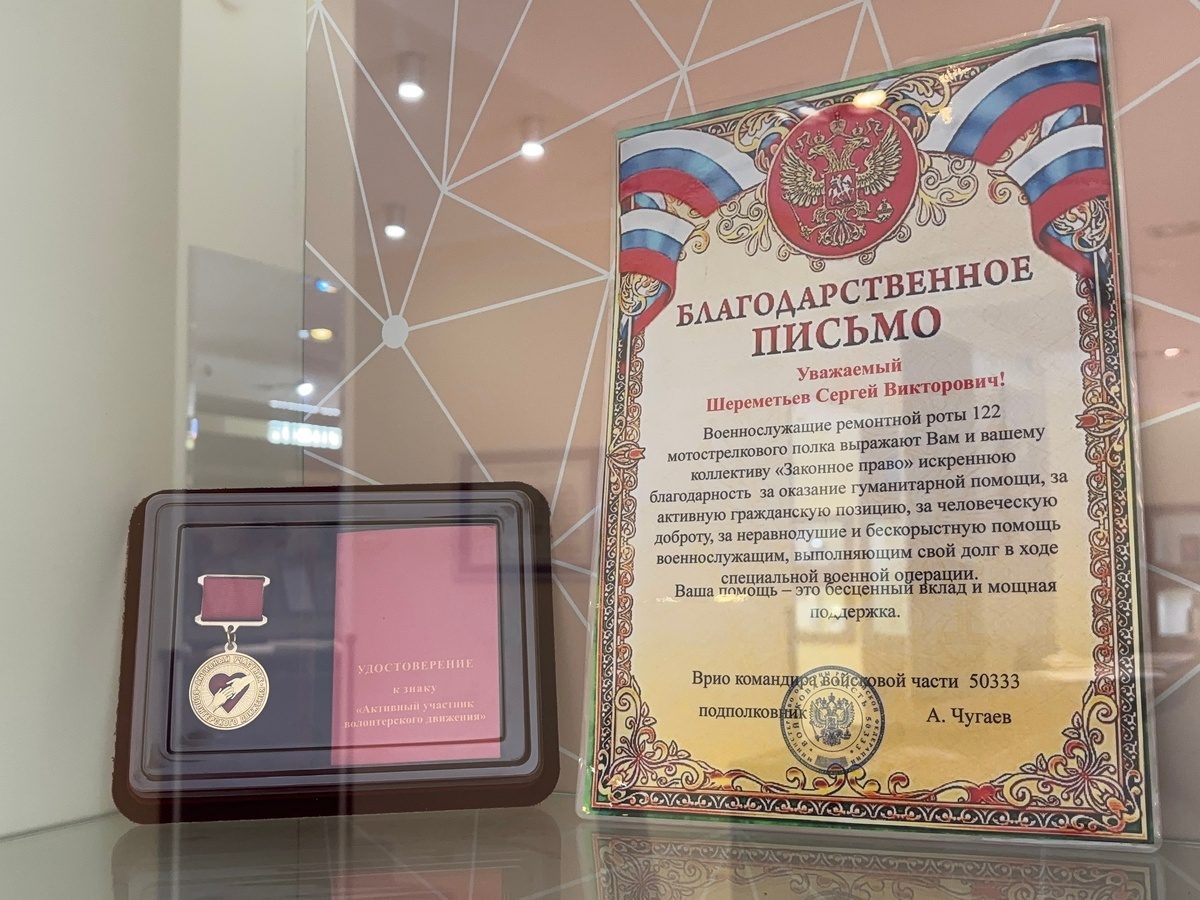 БЛАГОДАРСТВЕННОЕ
ПИСЬМО
Уважаемый
Шереметьев Сергей Викторович!
Военнослужащие ремонтной роты 122
мотострелкового полка выражают Вам и вашему
коллективу «Законное право» искреннюю
благодарность за оказание гуманитарной помощи, за
активную гражданскую позицию, за человеческую
доброту, за неравнодушие и бескорыстную помощь
военнослужащим, выполняющим свой долг в ходе
специальной военной операции.
Ваша помощь – это бесценный вклад и мощная
поддержка.
Врио командира войсковой части 50333
подполковник А. Чугаев
УДОСТОВЕРЕНИЕ
к знаку
«Активный участник
волонтерского движения»